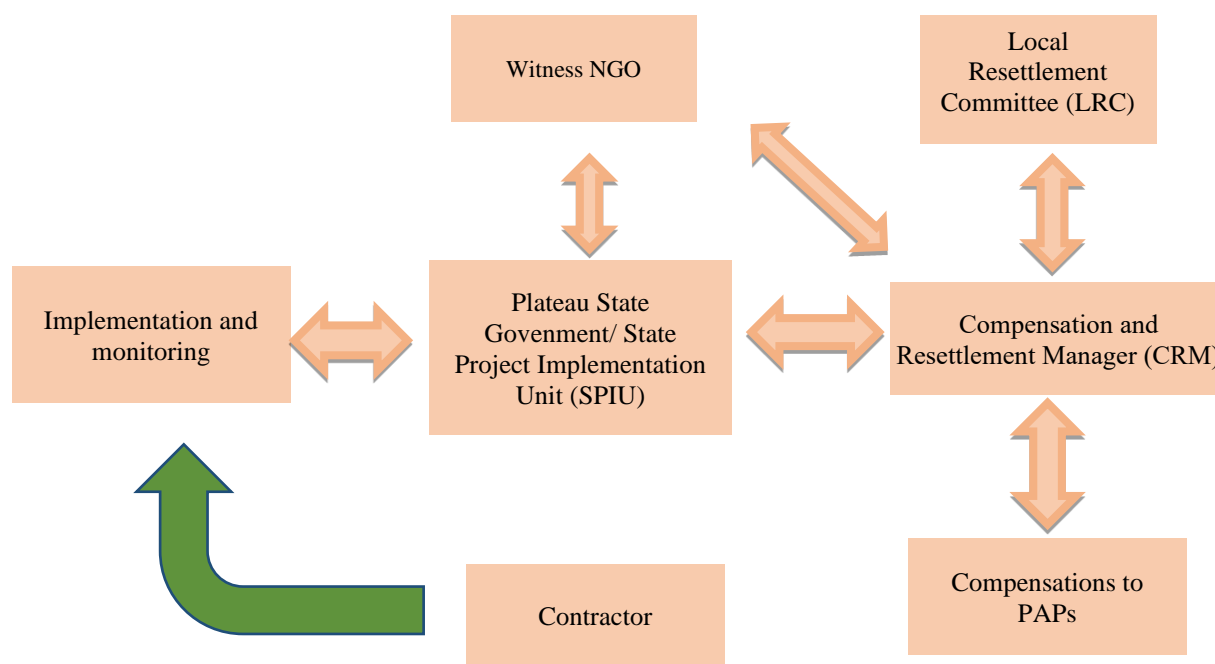 Witness NGO
Local
Resettlement
Committee (LRC)
Implementation and
monitoring
Plateau State
Govenment/ State
Project Implementation
Unit (SPIU)
Compensation and
Resettlement Manager (CRM)
Contractor
Compensations to
PAPs